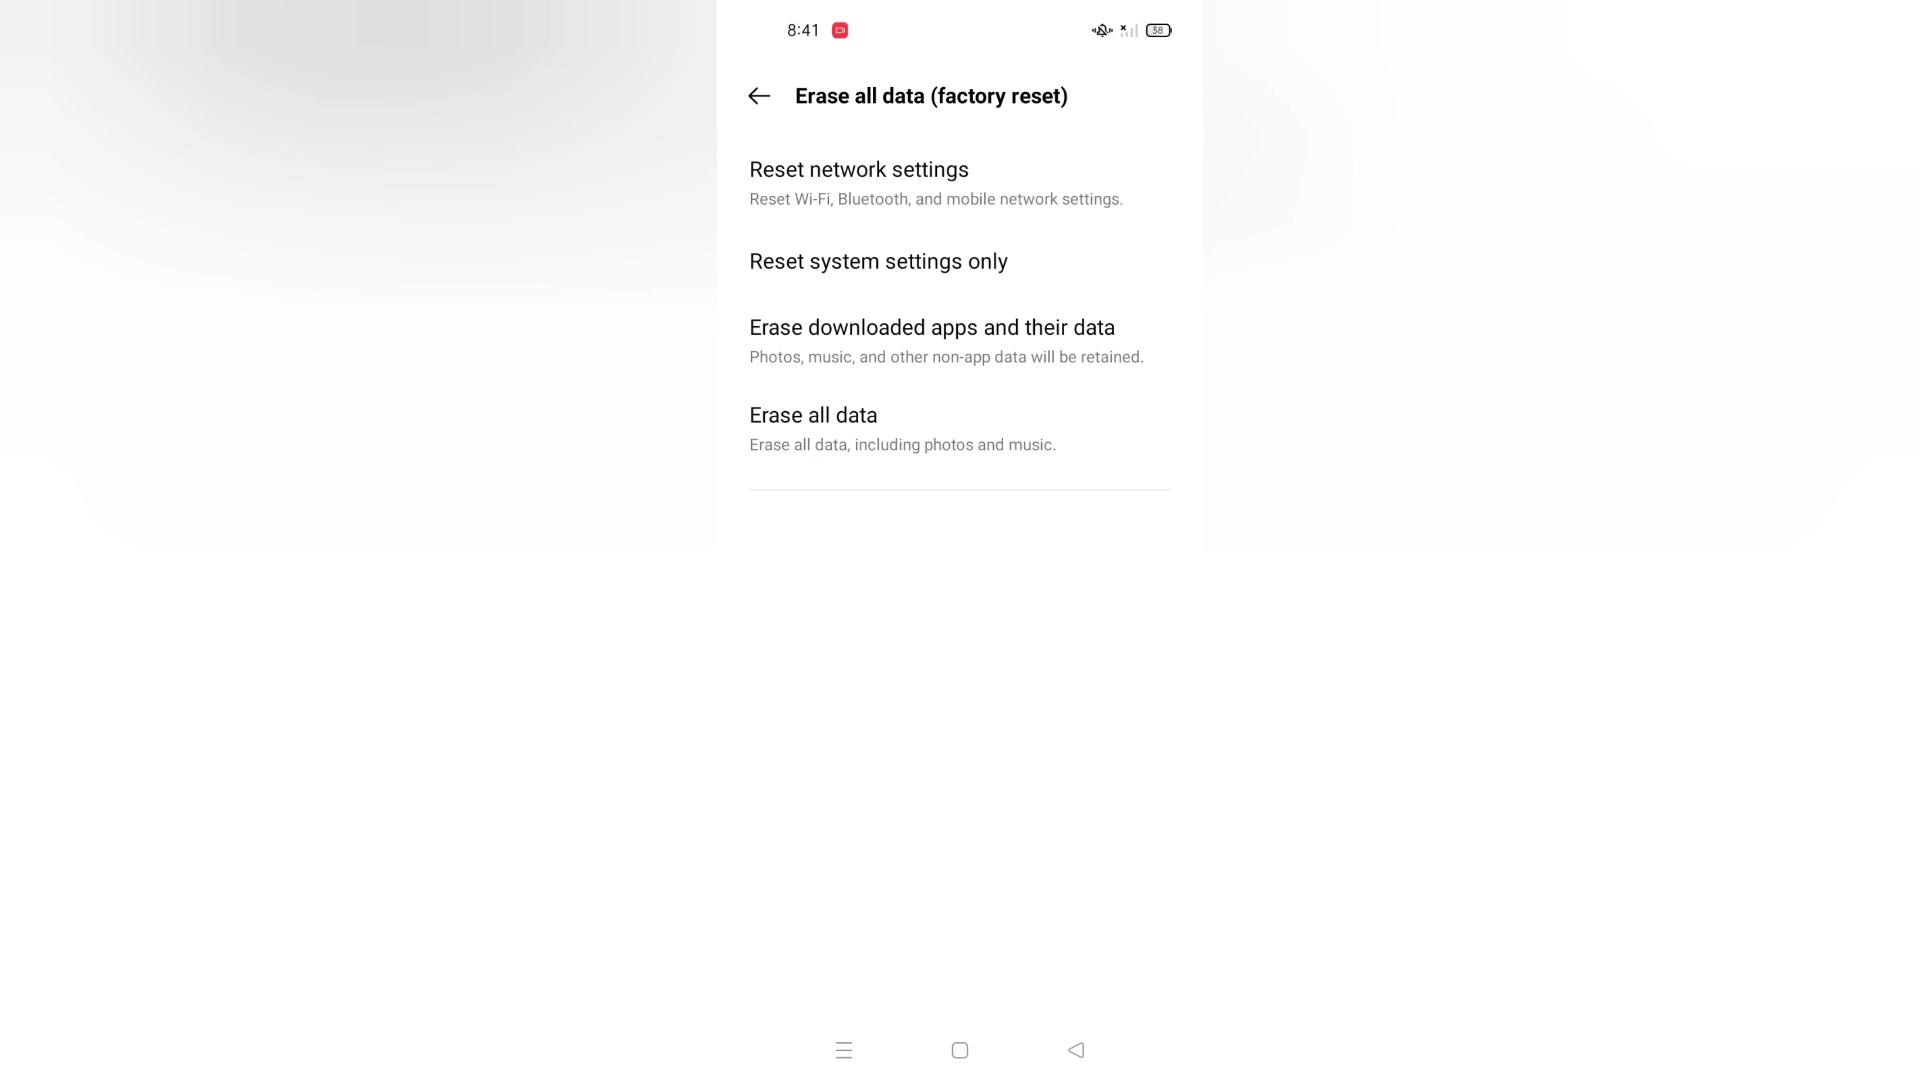 8:41
38
Erase all data (factory reset)
Reset network settings
Reset Wi-Fi, Bluetooth, and mobile network settings.
Reset system settings only
Erase downloaded apps and their data
Photos, music, and other non-app data will be retained.
Erase all data
Erase all data, including photos and music.